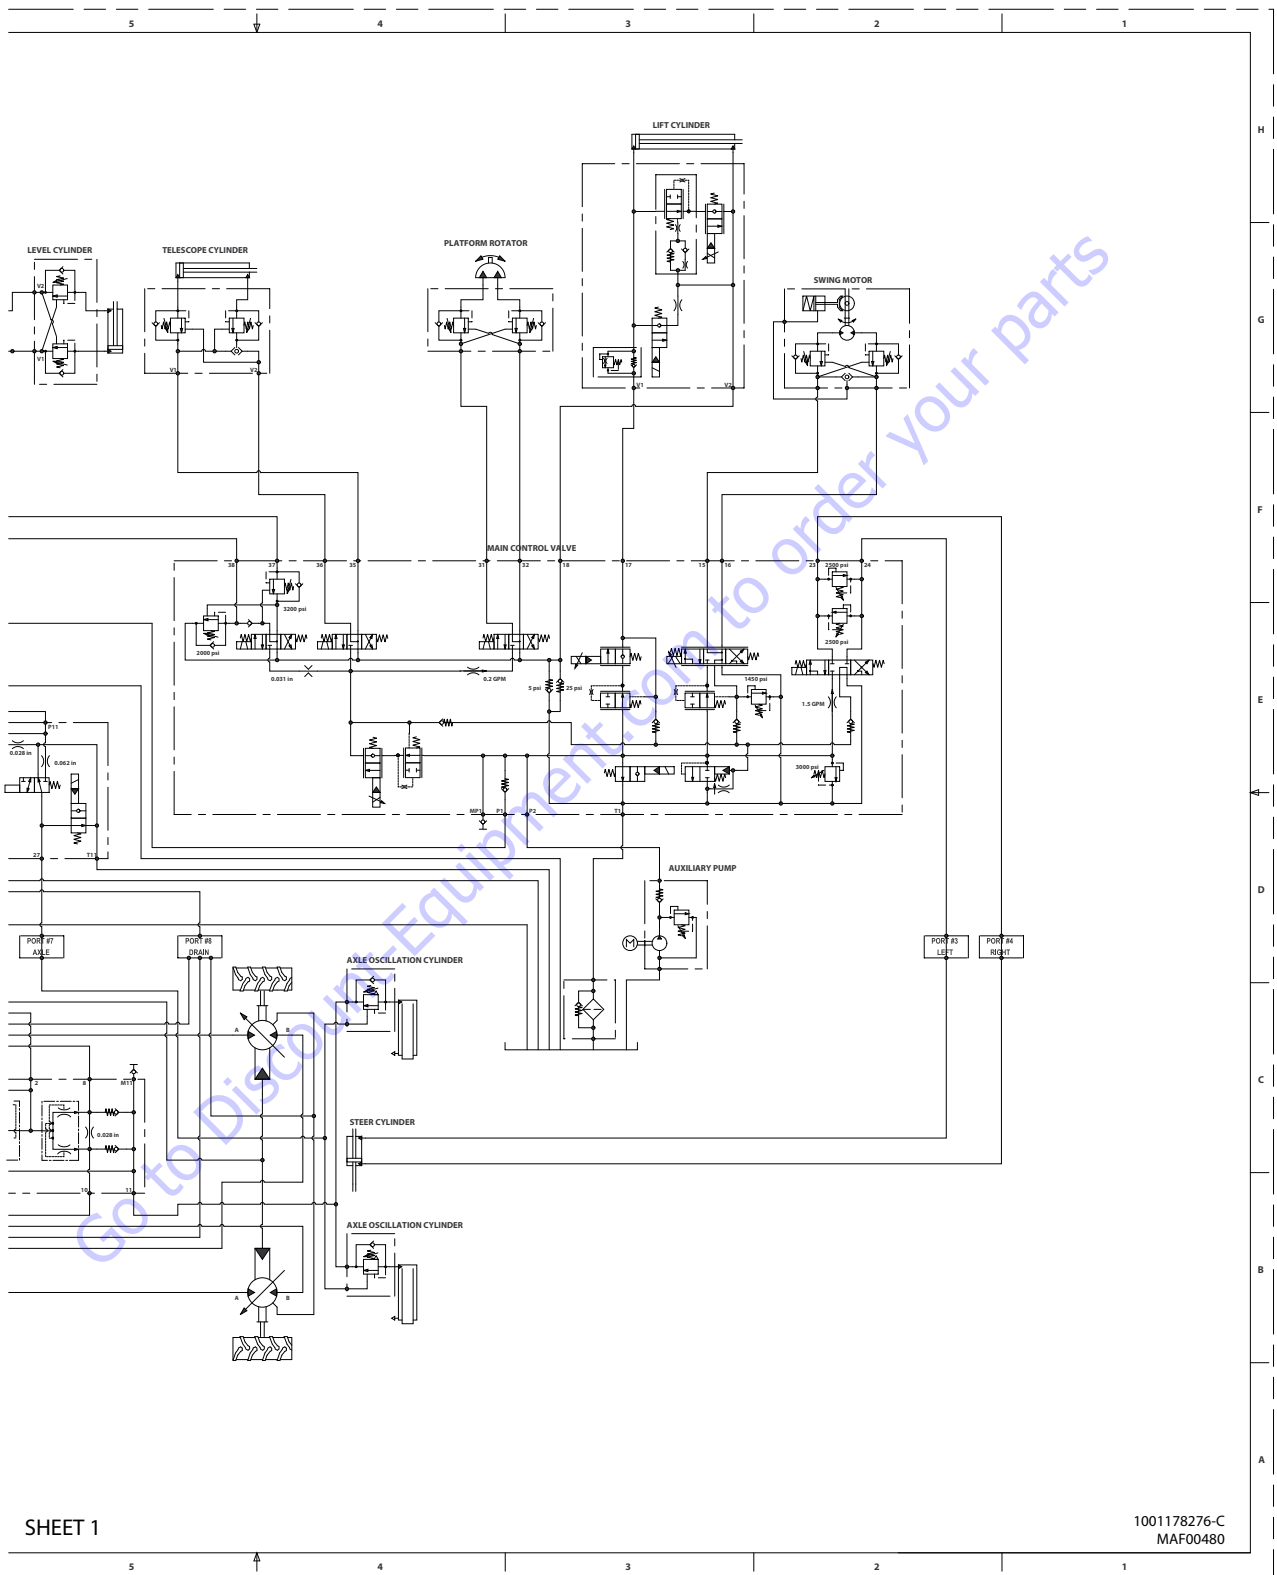 5 4 3 2 1
H
G
F
E
D
C
B
A
LIFT CYLINDER
LEVEL CYLINDER
TELESCOPE CYLINDER
PLATFORM ROTATOR
SWING MOTOR
V2
V1
V1 V2
V1 V2
MAIN CONTROL VALVE
38 37 36 35 31 32 18 17 15 16 23 24
2500 psi
3200 psi
2500 psi
2000 psi
0.031 in
0.2 GPM
5 psi
25 psi
1450 psi
1.5 GPM
3000 psi
P11
0.028 in
0.062 in
MP1 P1 P2 T1
27 T11
AUXILIARY PUMP
M
PORT #7
AXLE
PORT #8
DRAIN
PORT #3
LEFT
PORT #4
RIGHT
AXLE OSCILLATION CYLINDER
A B
2 8 M11
0.028 in
STEER CYLINDER
10 11
AXLE OSCILLATION CYLINDER
A B
Go to Discount-Equipment.com to order your parts
SHEET 1
1001178276-C
MAF00480
5 4 3 2 1